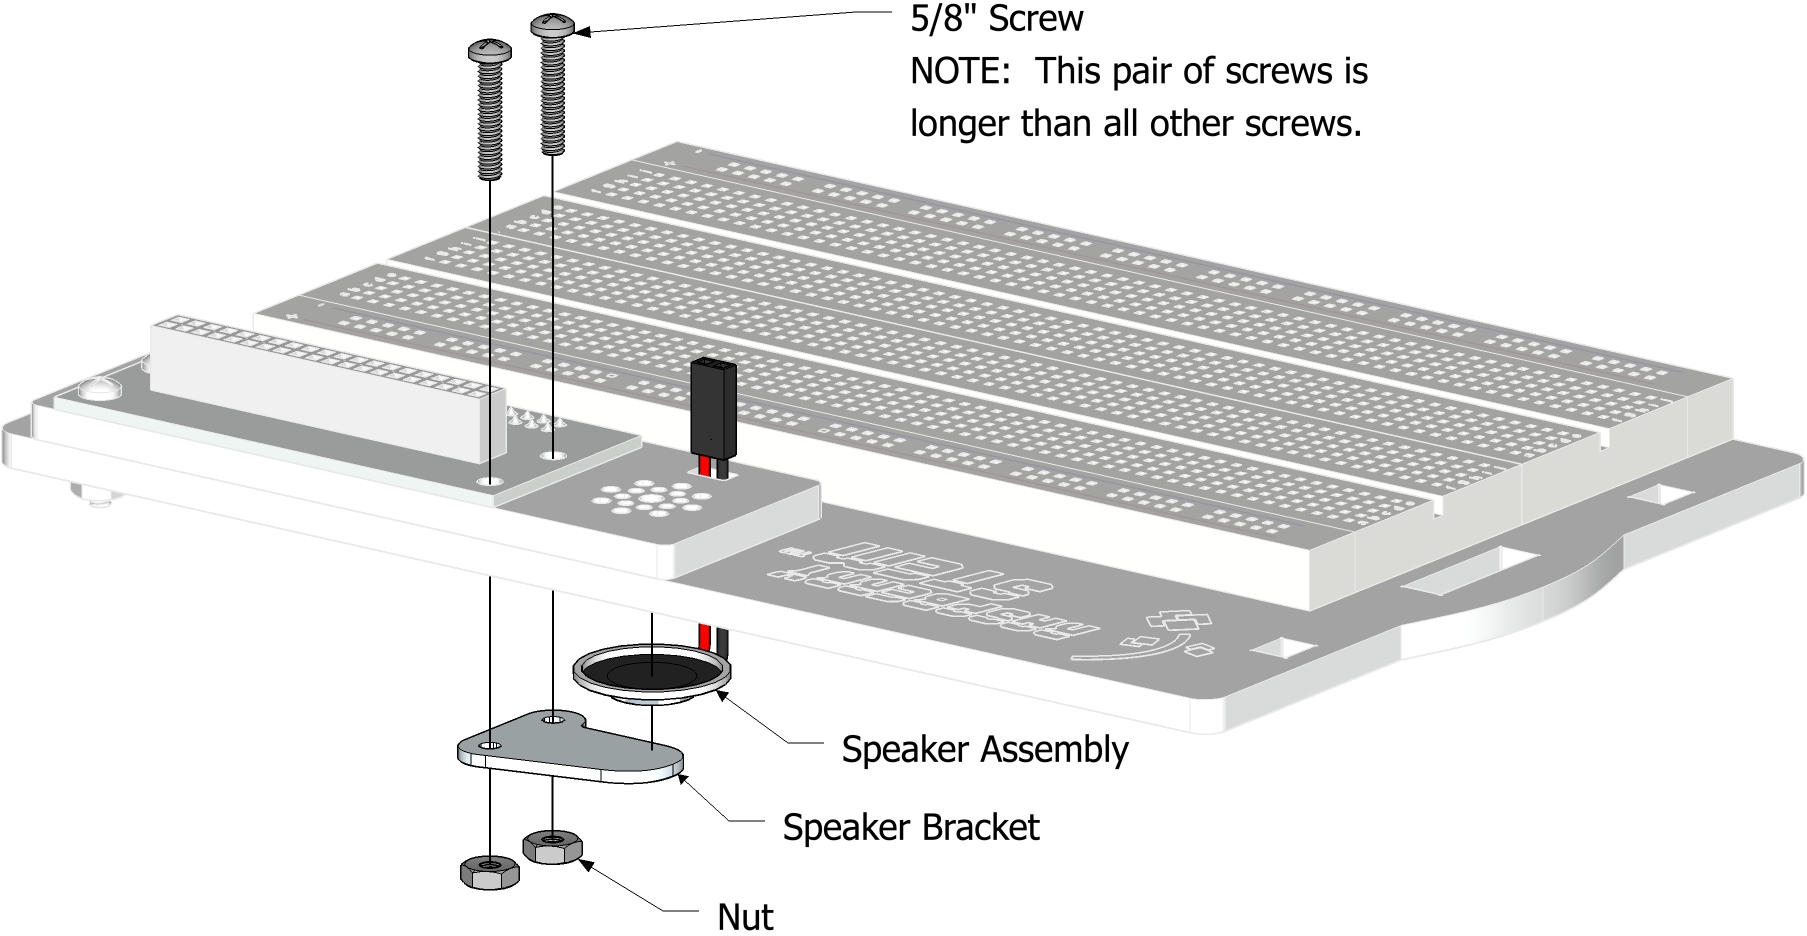 5/8" Screw
NOTE:  This pair of screws is
longer than all other screws.
Speaker Assembly
Speaker Bracket
Nut